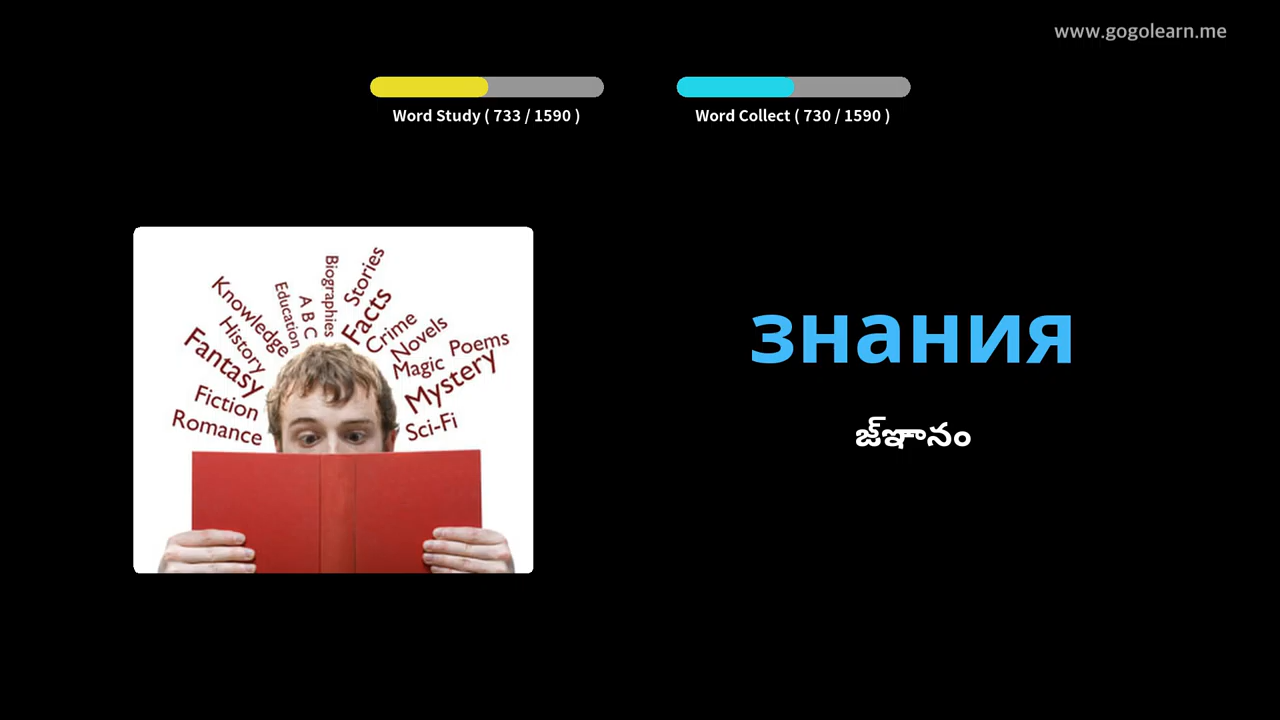 www.gogolearn.me
Word Study ( 733 / 1590 )
Word Collect ( 730 / 1590 )
Stories
Biographies
Facts
Education
A B C
Knowledge
Crime
History
Novels
Fantasy
Poems
Magic
Mystery
Fiction
Romance
Sci-Fi
знания
ജ്ഞാനം